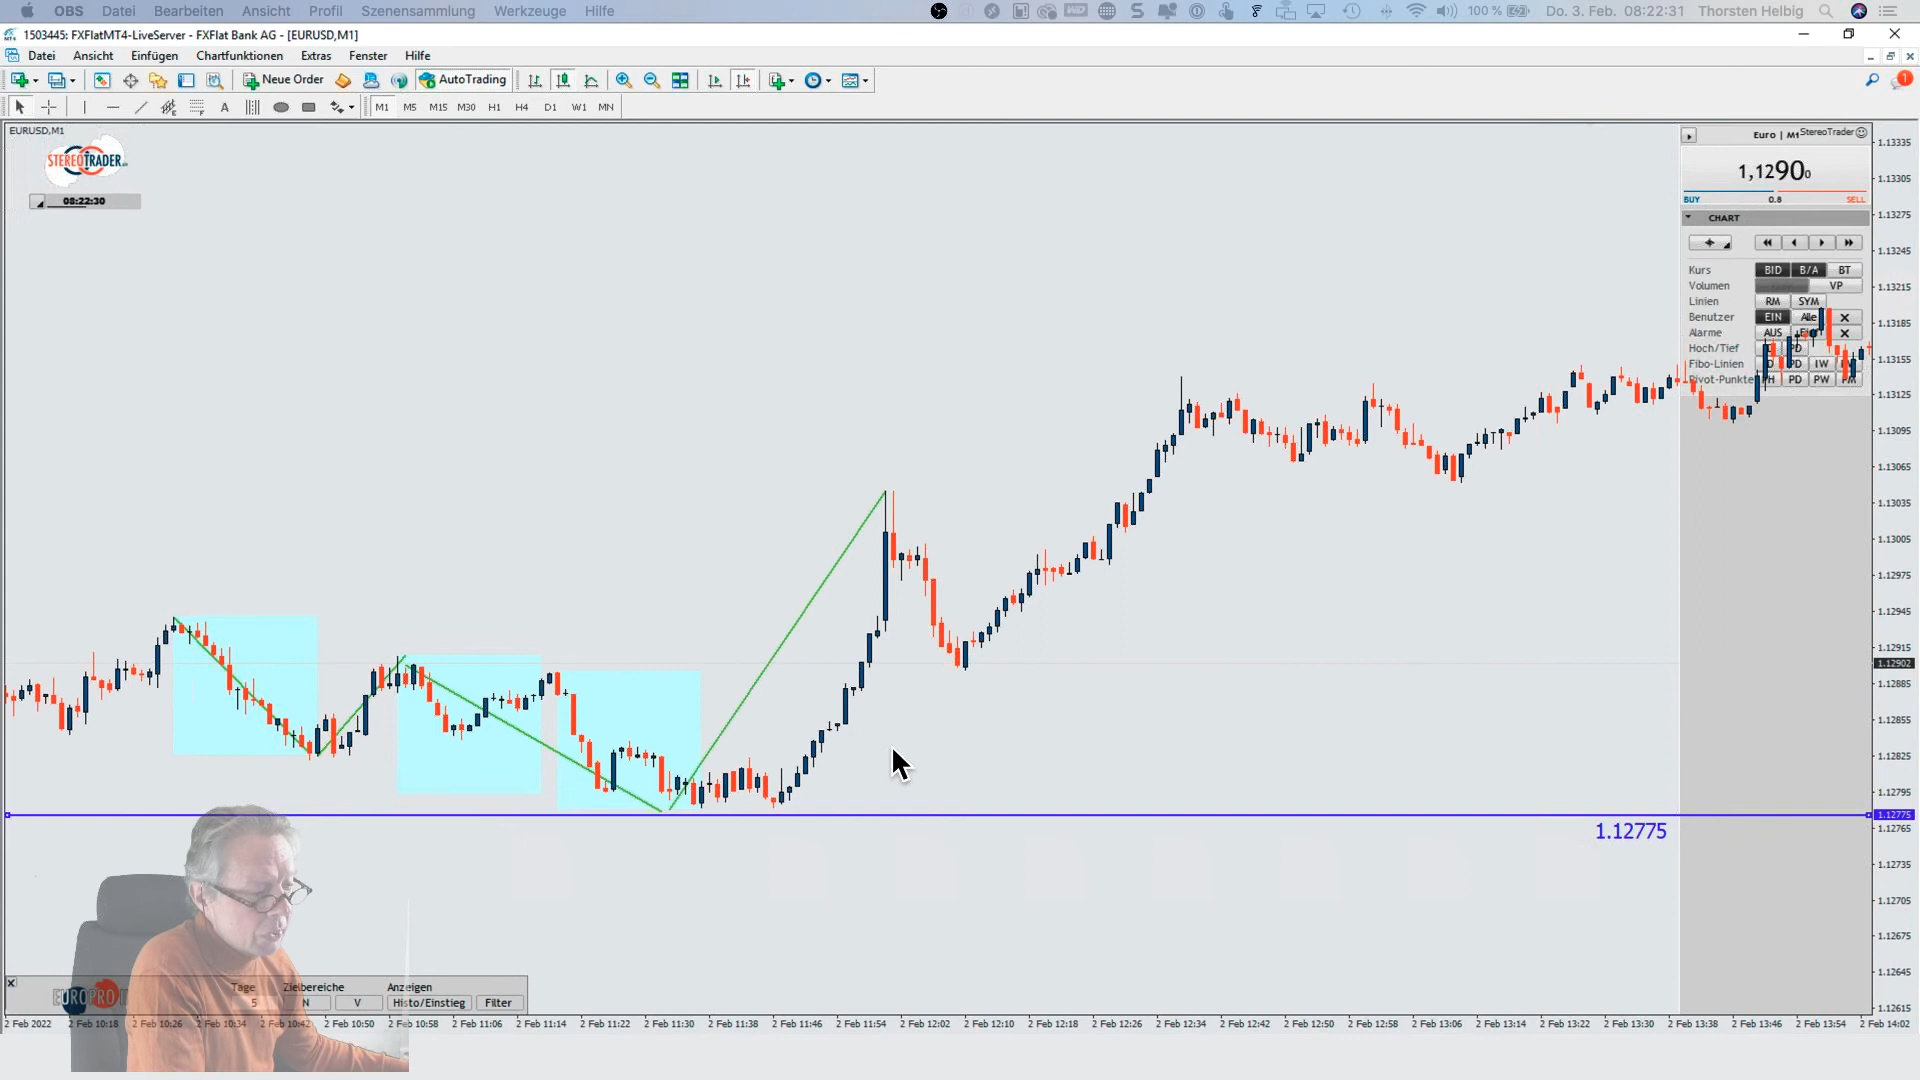 OBS Datei Bearbeiten Ansicht Profil Szenensammlung Werkzeuge Hilfe 100 % Do. 3. Feb. 08:22:31 Thorsten Helbig
1503445: FXFlatMT4-LiveServer - FXFlat Bank AG - [EURUSD,M1]
Datei Ansicht Einfügen Chartfunktionen Extras Fenster Hilfe
Neue Order AutoTrading 1
A M1 M5 M15 M30 H1 H4 D1 W1 MN
EURUSD,M1
STEREOTRADER
08:22:30
Euro | M1 StereoTrader
1,12900
BUY 0.8 SELL
CHART
Kurs BID B/A BT
Volumen VP
Linien RM SYM
Benutzer EIN Alle X
Alarme AUS X
Hoch/Tief PD
Fibo-Linien PD IW
Pivot-Punkte PH PD PW PM
1.13335
1.13305
1.13275
1.13245
1.13215
1.13185
1.13155
1.13125
1.13095
1.13065
1.13035
1.13005
1.12975
1.12945
1.12915
1.12902
1.12885
1.12855
1.12825
1.12795
1.12775
1.12765
1.12735
1.12705
1.12675
1.12645
1.12615
1.12775
EUROPRO
Tage Zielbereiche Anzeigen
5 N V Histo/Einstieg Filter
2 Feb 2022 2 Feb 10:18 2 Feb 10:26 2 Feb 10:34 2 Feb 10:42 2 Feb 10:50 2 Feb 10:58 2 Feb 11:06 2 Feb 11:14 2 Feb 11:22 2 Feb 11:30 2 Feb 11:38 2 Feb 11:46 2 Feb 11:54 2 Feb 12:02 2 Feb 12:10 2 Feb 12:18 2 Feb 12:26 2 Feb 12:34 2 Feb 12:42 2 Feb 12:50 2 Feb 12:58 2 Feb 13:06 2 Feb 13:14 2 Feb 13:22 2 Feb 13:30 2 Feb 13:38 2 Feb 13:46 2 Feb 13:54 2 Feb 14:02